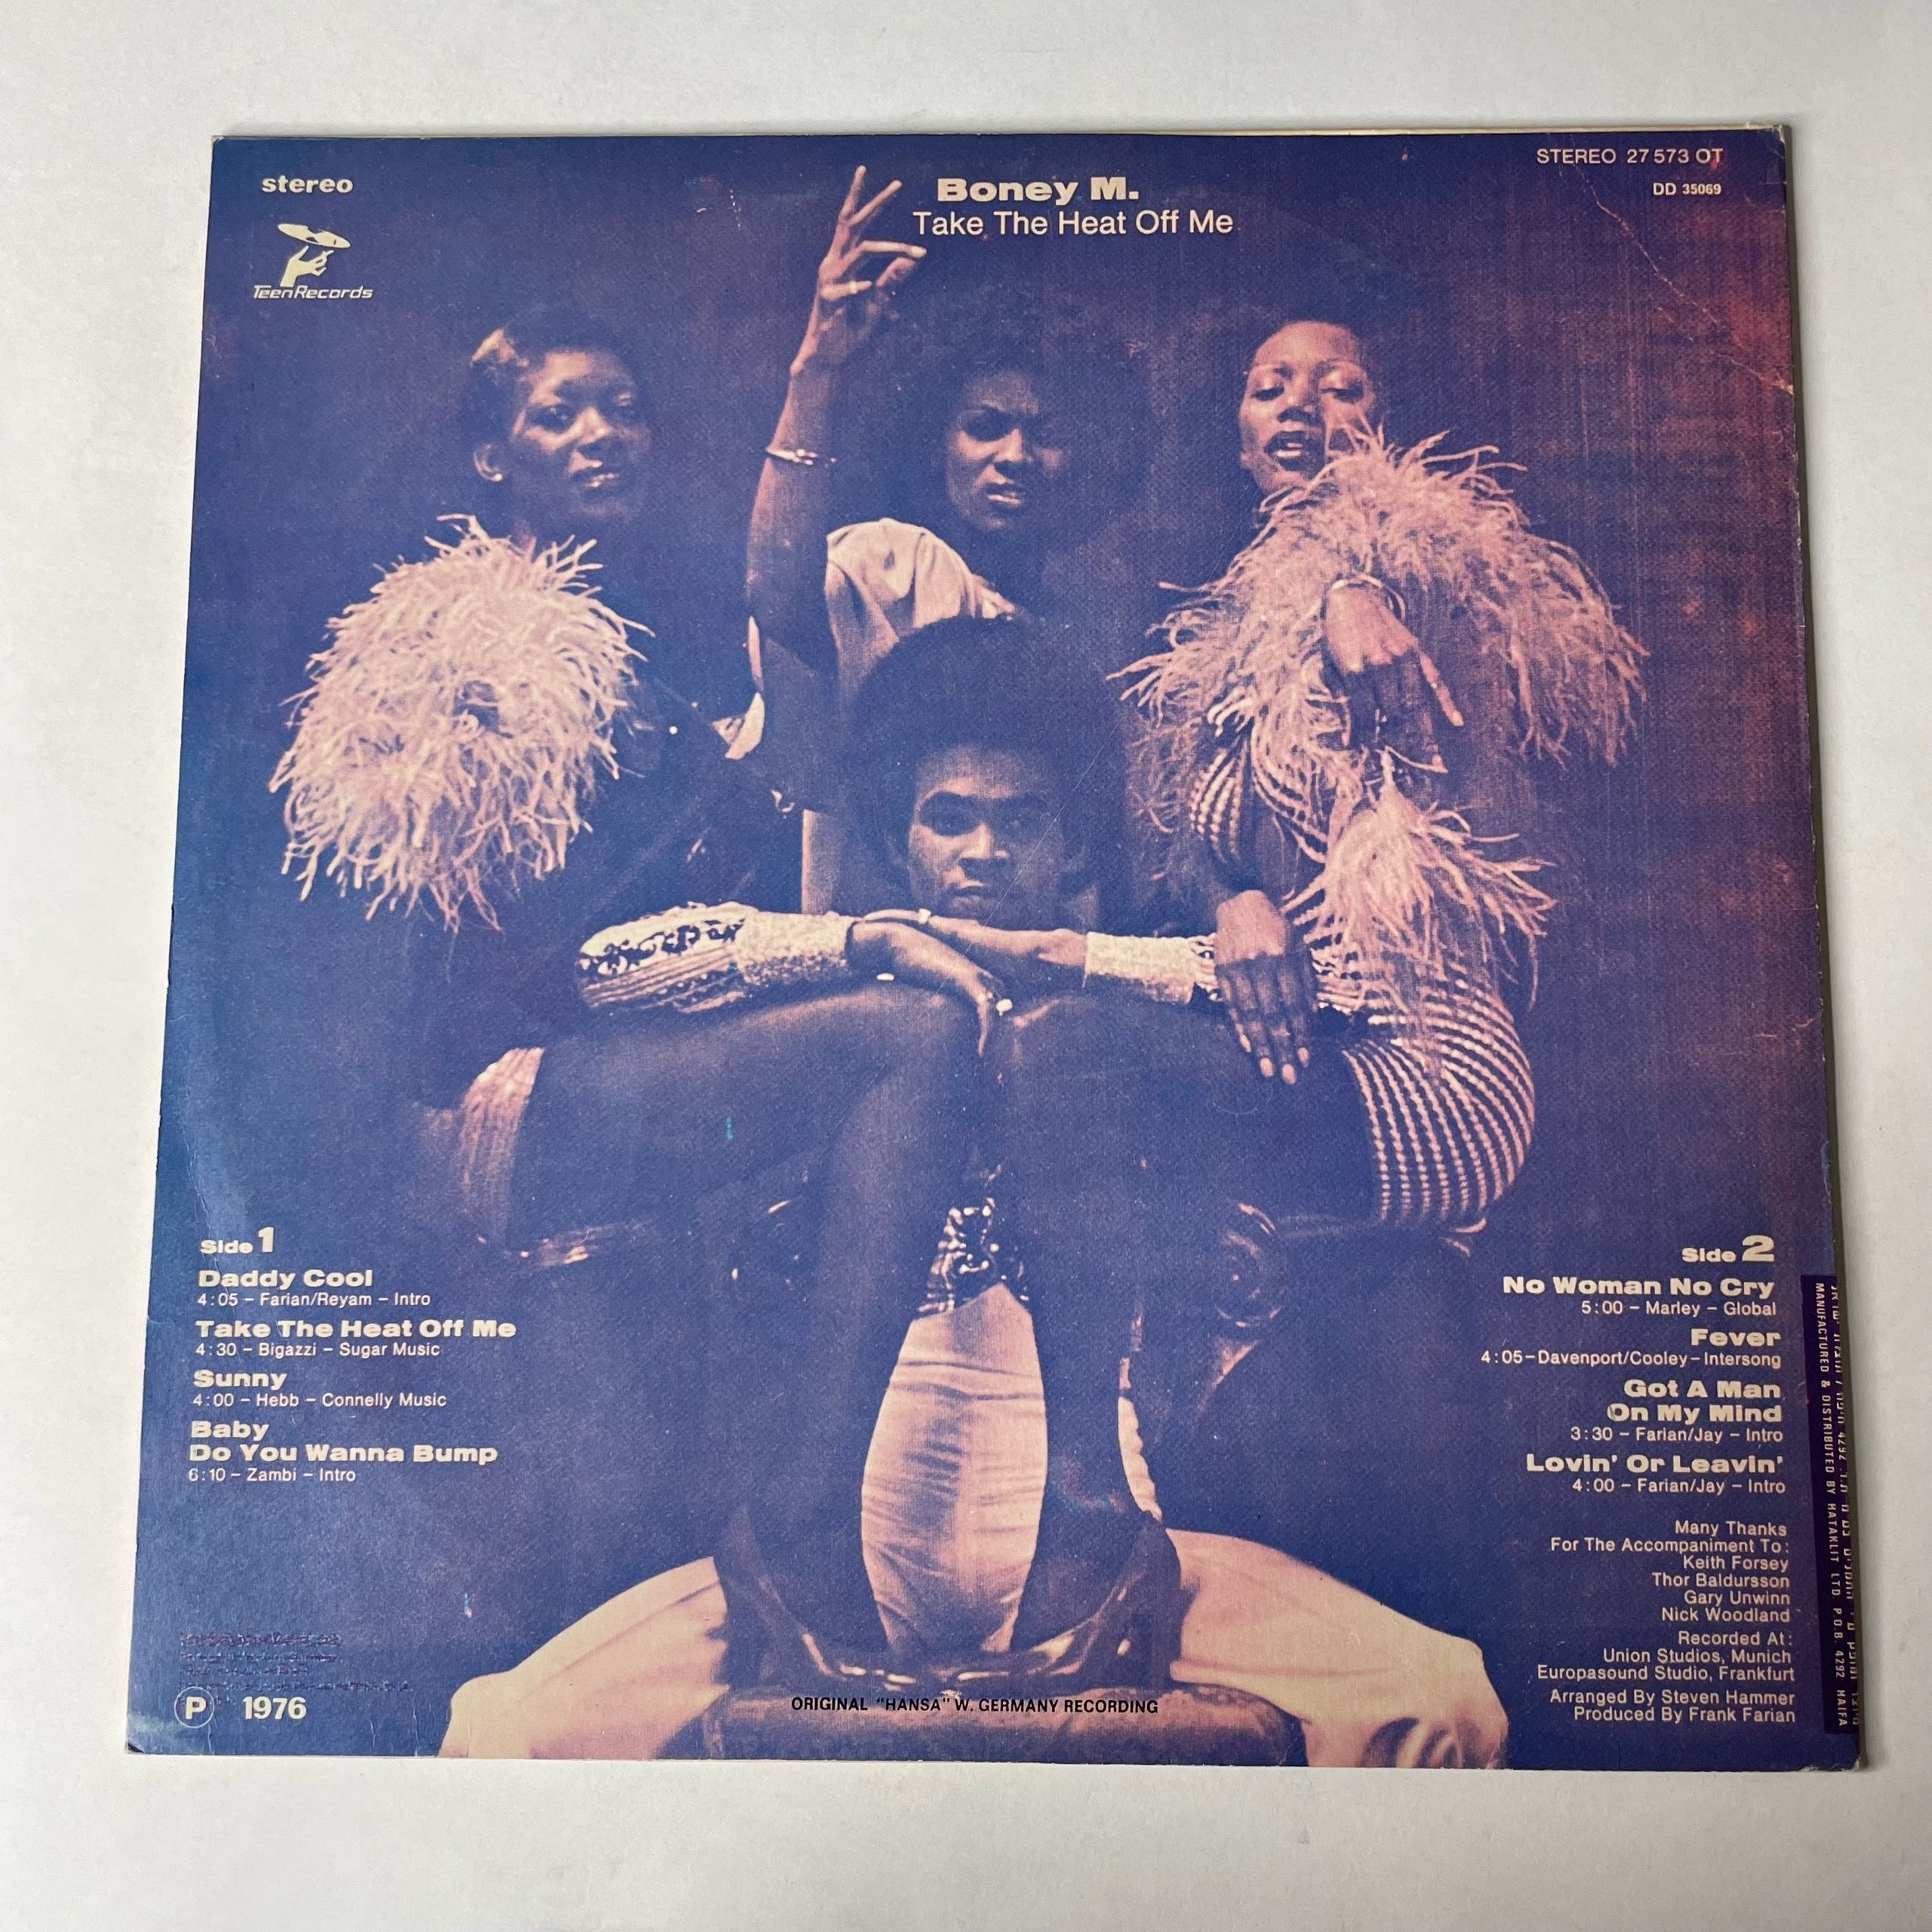 stereo
Teen Records
Boney M.
Take The Heat Off Me
STEREO 27 573 OT
DD 35069
Side 1
Daddy Cool
4:05 – Farian/Reyam – Intro
Take The Heat Off Me
4:30 – Bigazzi – Sugar Music
Sunny
4:00 – Hebb – Connelly Music
Baby
Do You Wanna Bump
6:10 – Zambi – Intro
Ⓟ 1976
ORIGINAL "HANSA" W. GERMANY RECORDING
Side 2
No Woman No Cry
5:00 – Marley – Global
Fever
4:05–Davenport/Cooley–Intersong
Got A Man
On My Mind
3:30 – Farian/Jay – Intro
Lovin' Or Leavin'
4:00 – Farian/Jay – Intro
Many Thanks
For The Accompaniment To:
Keith Forsey
Thor Baldursson
Gary Unwinn
Nick Woodland
Recorded At:
Union Studios, Munich
Europasound Studio, Frankfurt
Arranged By Steven Hammer
Produced By Frank Farian
MANUFACTURED & DISTRIBUTED BY HATAKLIT LTD. P.O.B. 4292 HAIFA